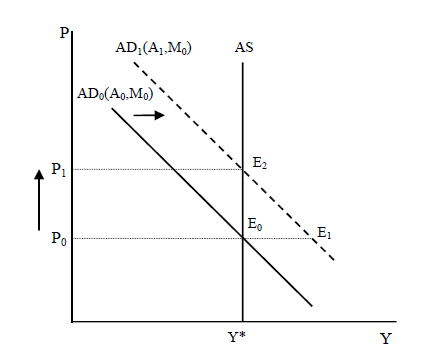 P
AD₁(A₁,M₀)
AS
AD₀(A₀,M₀)
P₁
E₂
E₀
E₁
P₀
Y*
Y